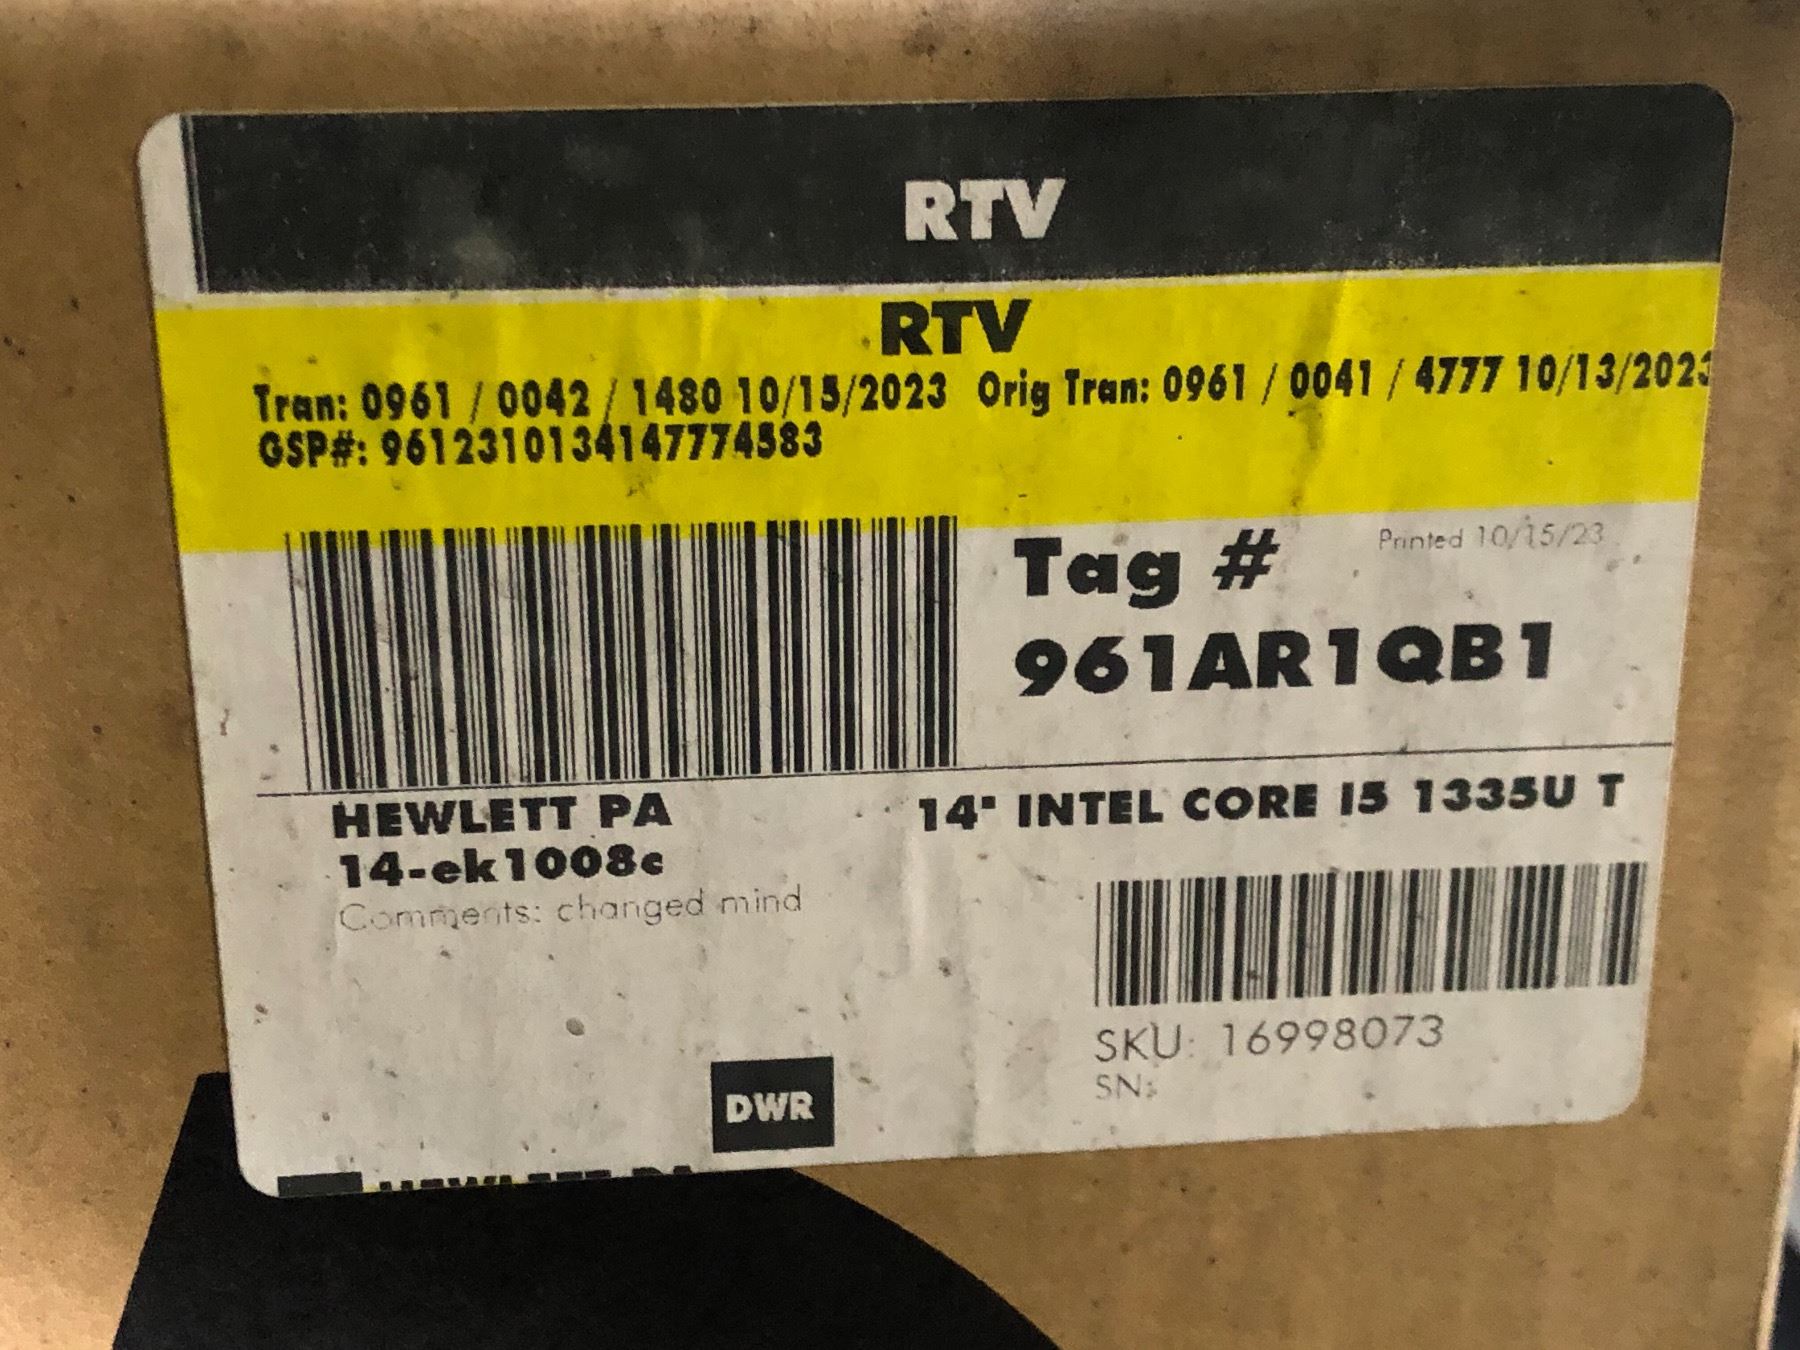 RTV
RTV
Tran: 0961 / 0042 / 1480 10/15/2023 Orig Tran: 0961 / 0041 / 4777 10/13/2023
GSP#: 9612310134147774583
Tag #
Printed 10/15/23
961AR1QB1
HEWLETT PA
14" INTEL CORE I5 1335U T
14-ek1008c
Comments: changed mind
SKU: 16998073
SN:
DWR
HEWLETT PA